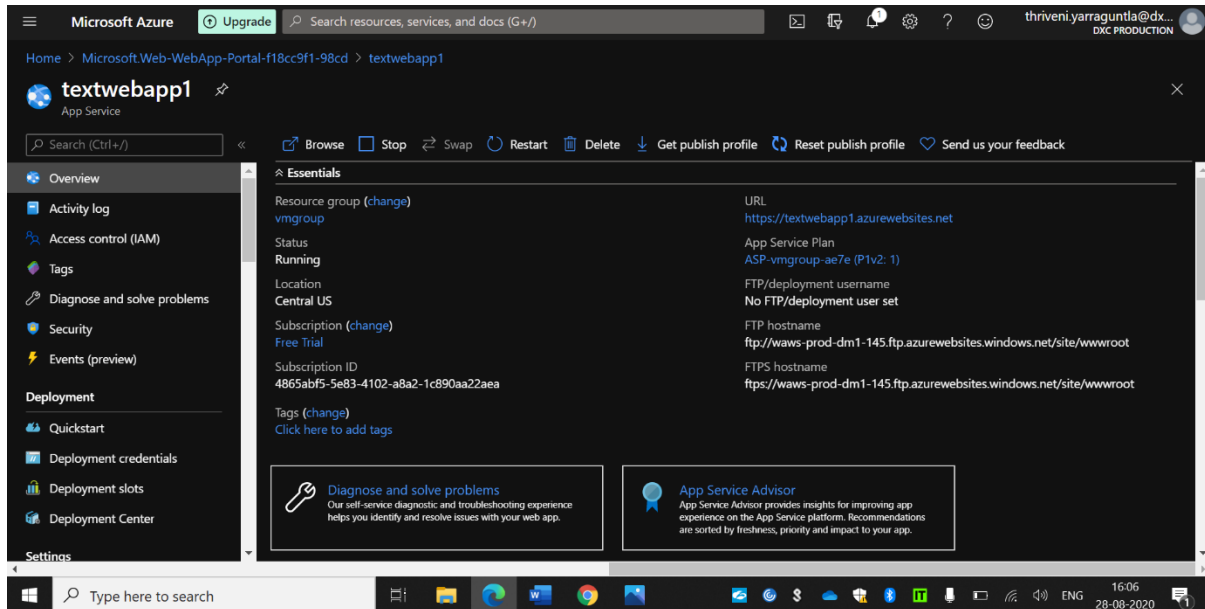 Microsoft Azure
Upgrade
Search resources, services, and docs (G+/)
1
thriveni.yarraguntla@dx...
DXC PRODUCTION
Home > Microsoft.Web-WebApp-Portal-f18cc9f1-98cd > textwebapp1
textwebapp1
App Service
Search (Ctrl+/)
Browse Stop Swap Restart Delete Get publish profile Reset publish profile Send us your feedback
Overview
Activity log
Access control (IAM)
Tags
Diagnose and solve problems
Security
Events (preview)
Deployment
Quickstart
Deployment credentials
Deployment slots
Deployment Center
Settings
Essentials
Resource group (change)
vmgroup
Status
Running
Location
Central US
Subscription (change)
Free Trial
Subscription ID
4865abf5-5e83-4102-a8a2-1c890aa22aea
Tags (change)
Click here to add tags
URL
https://textwebapp1.azurewebsites.net
App Service Plan
ASP-vmgroup-ae7e (P1v2: 1)
FTP/deployment username
No FTP/deployment user set
FTP hostname
ftp://waws-prod-dm1-145.ftp.azurewebsites.windows.net/site/wwwroot
FTPS hostname
ftps://waws-prod-dm1-145.ftp.azurewebsites.windows.net/site/wwwroot
Diagnose and solve problems
Our self-service diagnostic and troubleshooting experience
helps you identify and resolve issues with your web app.
App Service Advisor
App Service Advisor provides insights for improving app
experience on the App Service platform. Recommendations
are sorted by freshness, priority and impact to your app.
Type here to search
ENG
16:06
28-08-2020